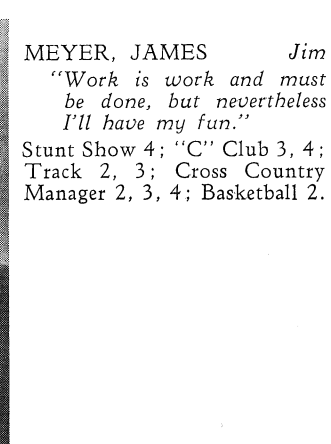 MEYER, JAMES Jim
"Work is work and must
be done, but nevertheless
I'll have my fun."
Stunt Show 4; "C" Club 3, 4;
Track 2, 3; Cross Country
Manager 2, 3, 4; Basketball 2.